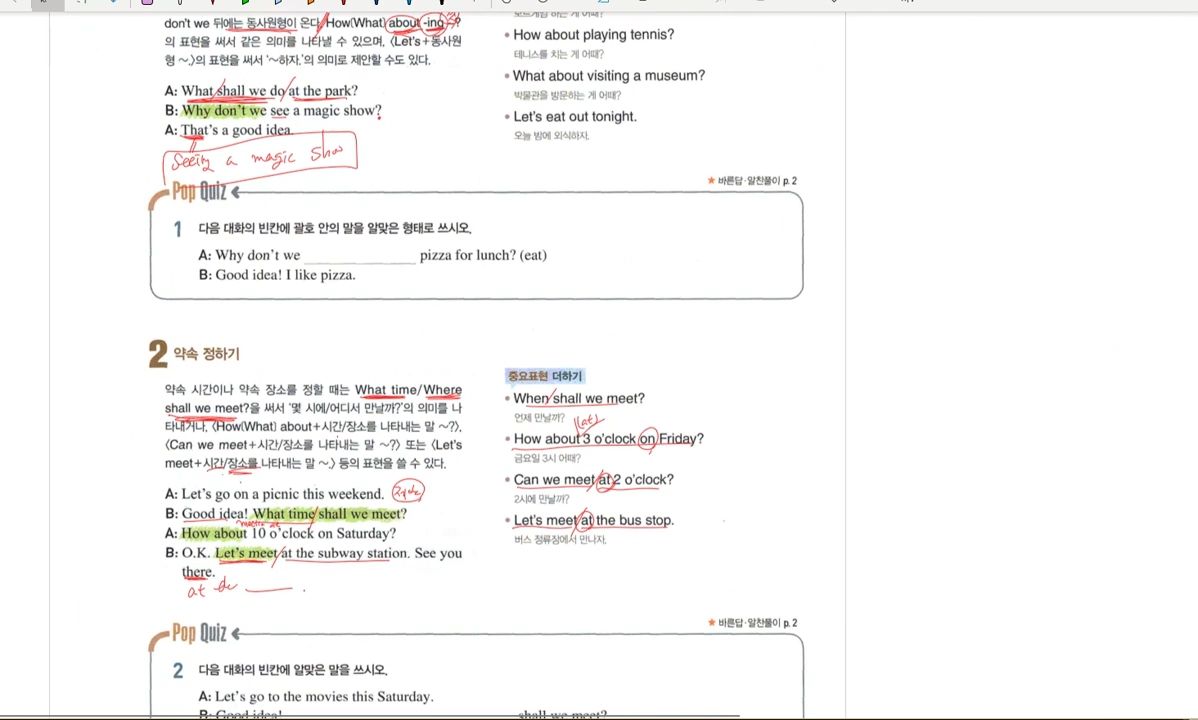 don't we 뒤에는 동사원형이 온다. How(What) about -ing ~?
의 표현을 써서 같은 의미를 나타낼 수 있으며, 〈Let's+동사원
형 ~.〉의 표현을 써서 '~하자.'의 의미로 제안할 수도 있다.
A: What shall we do at the park?
B: Why don't we see a magic show?
A: That's a good idea.
Seeing a magic show
• How about playing tennis?
테니스를 치는 게 어때?
• What about visiting a museum?
박물관을 방문하는 게 어때?
• Let's eat out tonight.
오늘 밤에 외식하자.
Pop Quiz
★ 바른답·알찬풀이 p. 2
1 다음 대화의 빈칸에 괄호 안의 말을 알맞은 형태로 쓰시오.
A: Why don't we ________ pizza for lunch? (eat)
B: Good idea! I like pizza.
2 약속 정하기
약속 시간이나 약속 장소를 정할 때는 What time/Where
shall we meet?을 써서 '몇 시에/어디서 만날까?'의 의미를 나
타내거나, 〈How(What) about+시간/장소를 나타내는 말 ~?〉,
〈Can we meet+시간/장소를 나타내는 말 ~?〉 또는 〈Let's
meet+시간/장소를 나타내는 말 ~.〉 등의 표현을 쓸 수 있다.
A: Let's go on a picnic this weekend.
B: Good idea! What time shall we meet?
meeting at
A: How about 10 o'clock on Saturday?
B: O.K. Let's meet at the subway station. See you
there.
at
중요표현 더하기
• When shall we meet?
언제 만날까?
(at)
• How about 3 o'clock on Friday?
금요일 3시 어때?
• Can we meet at 2 o'clock?
2시에 만날까?
• Let's meet at the bus stop.
버스 정류장에서 만나자.
Pop Quiz
★ 바른답·알찬풀이 p. 2
2 다음 대화의 빈칸에 알맞은 말을 쓰시오.
A: Let's go to the movies this Saturday.
B: Good idea! ________ shall we meet?